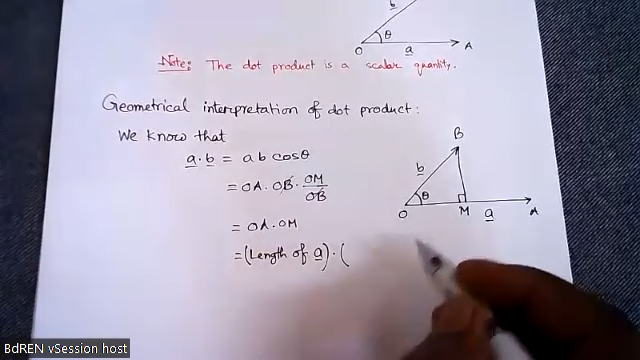 b
θ
O
a
A
Note: The dot product is a scalar quantity.
Geometrical interpretation of dot product:
We know that
a·b = ab cosθ
= OA·OB·OM/OB
= OA·OM
= (Length of a)·(
B
b
θ
O
M
a
A
BdREN vSession host